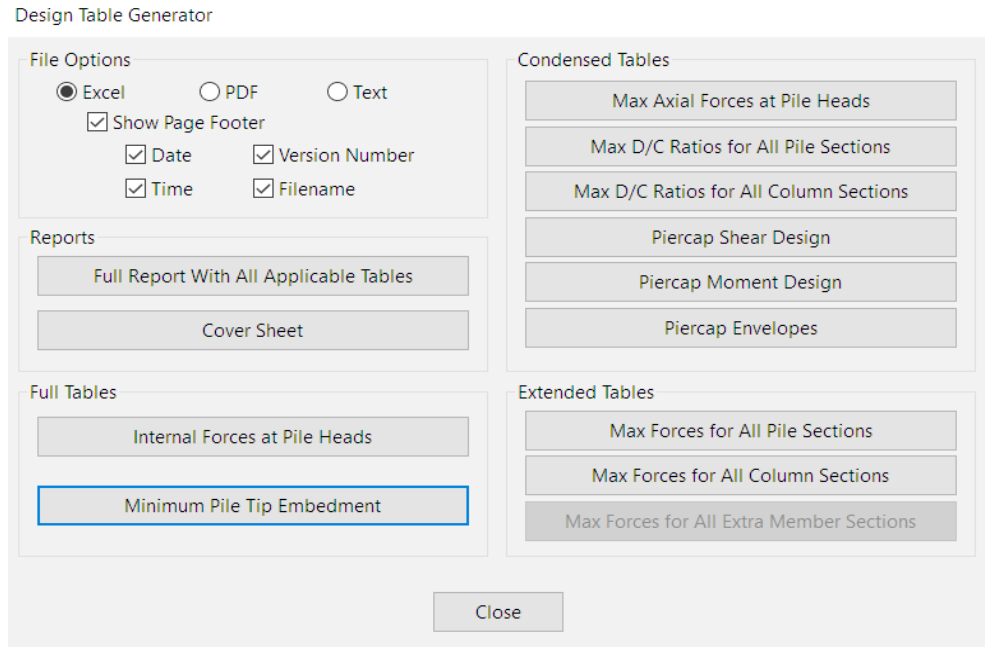 Design Table Generator
File Options
Excel
PDF
Text
Show Page Footer
Date
Version Number
Time
Filename
Reports
Full Report With All Applicable Tables
Cover Sheet
Full Tables
Internal Forces at Pile Heads
Minimum Pile Tip Embedment
Condensed Tables
Max Axial Forces at Pile Heads
Max D/C Ratios for All Pile Sections
Max D/C Ratios for All Column Sections
Piercap Shear Design
Piercap Moment Design
Piercap Envelopes
Extended Tables
Max Forces for All Pile Sections
Max Forces for All Column Sections
Max Forces for All Extra Member Sections
Close